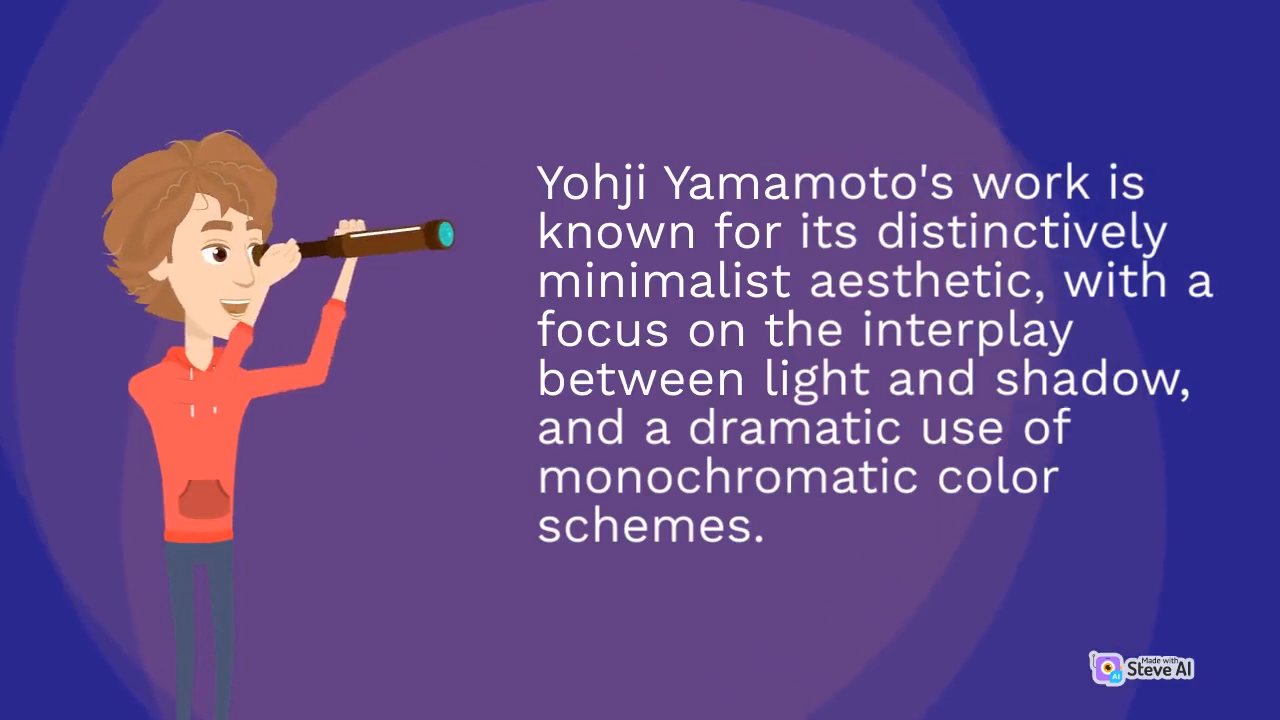 Yohji Yamamoto's work is
known for its distinctively
minimalist aesthetic, with a
focus on the interplay
between light and shadow,
and a dramatic use of
monochromatic color
schemes.
Made with
Steve AI
AI